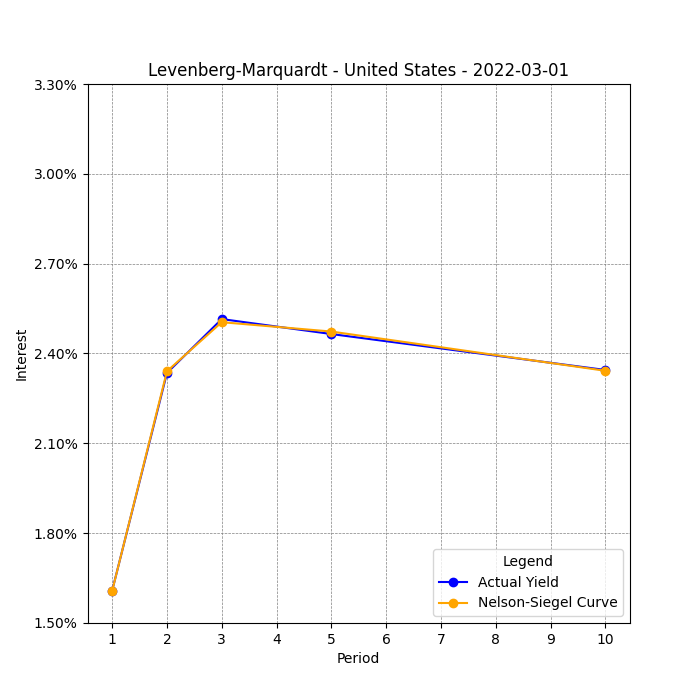 Levenberg-Marquardt - United States - 2022-03-01
3.30%
3.00%
2.70%
2.40%
2.10%
1.80%
1.50%
Interest
1 2 3 4 5 6 7 8 9 10
Period
Legend
Actual Yield
Nelson-Siegel Curve